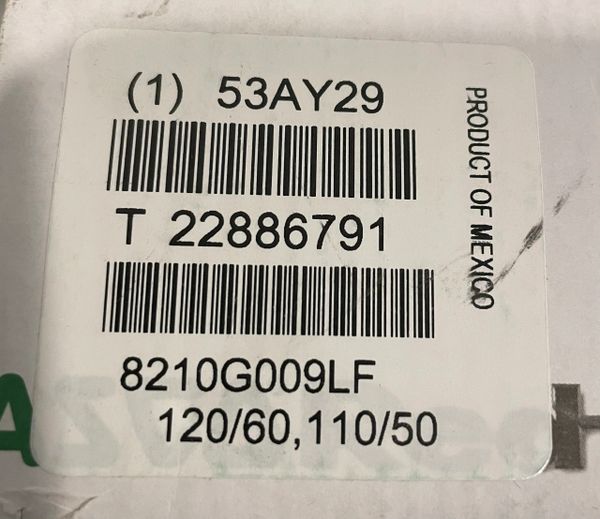 (1) 53AY29
T 22886791
8210G009LF
120/60,110/50
PRODUCT OF MEXICO